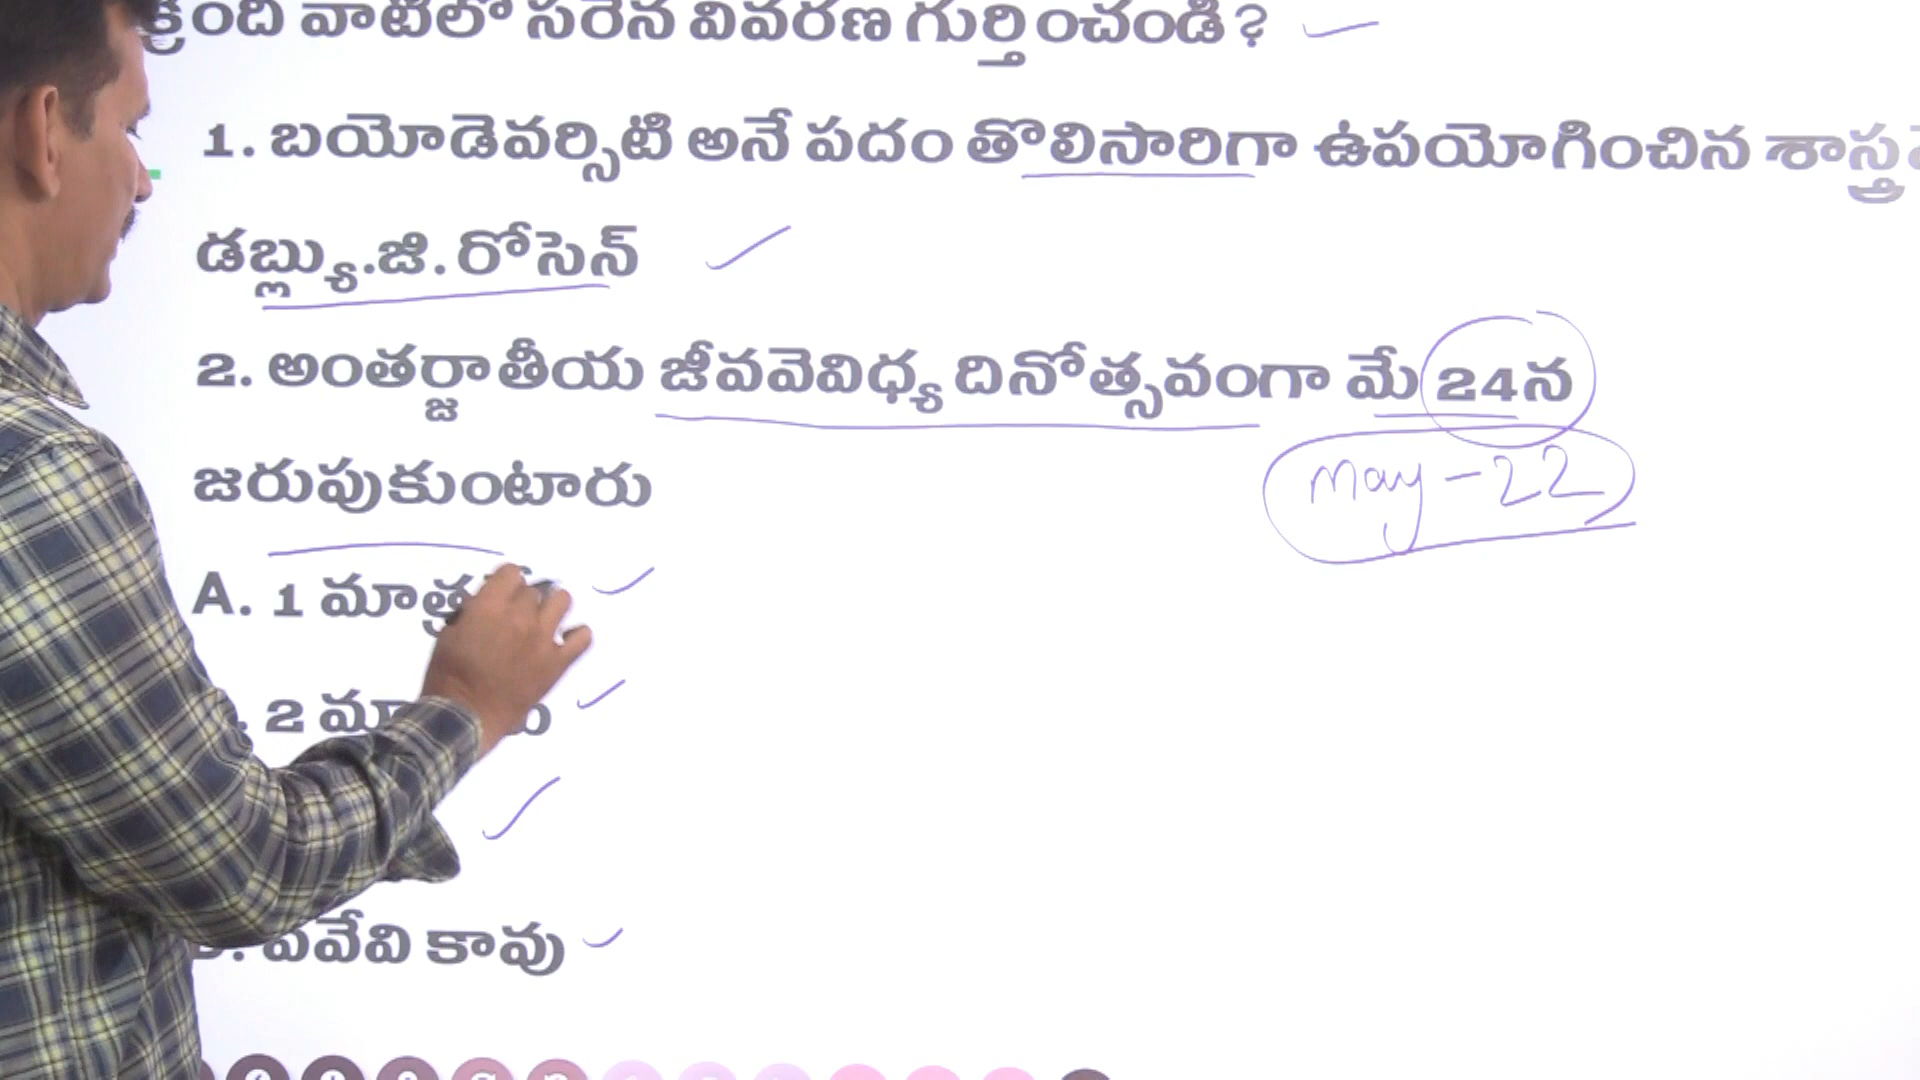 క్రింది వాటిలో సరైన వివరణ గుర్తించండి?
1. బయోడైవర్సిటి అనే పదం తొలిసారిగా ఉపయోగించిన
డబ్ల్యు.జి. రోసెన్
2. అంతర్జాతీయ జీవవైవిధ్య దినోత్సవంగా మే 24న
May - 22
జరుపుకుంటారు
A. 1
2
కావు